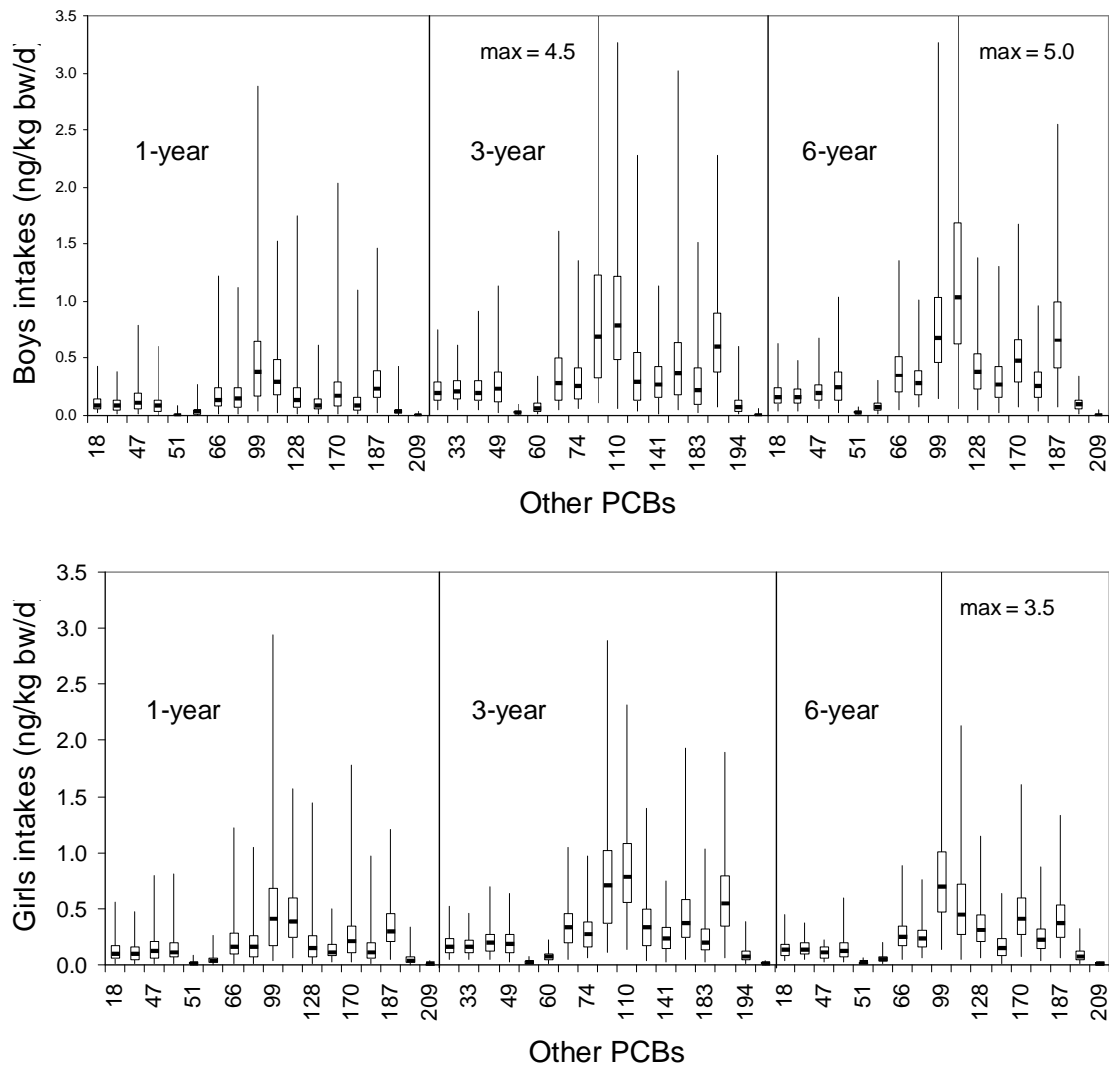 Boys intakes (ng/kg bw/d)
3.5
3.0
2.5
2.0
1.5
1.0
0.5
0.0
max = 4.5
max = 5.0
1-year
3-year
6-year
18 47 51 66 99 128 170 187 209 33 49 60 74 110 141 183 194 18 47 51 66 99 128 170 187 209
Other PCBs
Girls intakes (ng/kg bw/d)
3.5
3.0
2.5
2.0
1.5
1.0
0.5
0.0
max = 3.5
1-year
3-year
6-year
18 47 51 66 99 128 170 187 209 33 49 60 74 110 141 183 194 18 47 51 66 99 128 170 187 209
Other PCBs